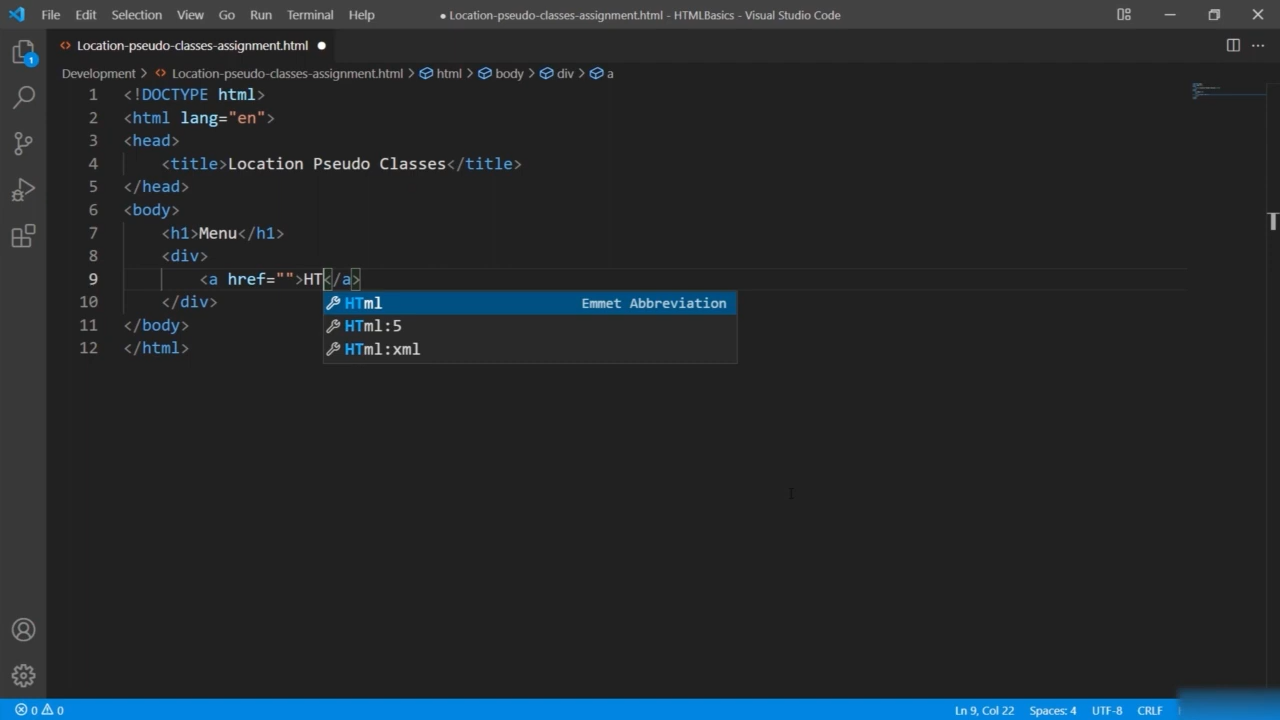 File Edit Selection View Go Run Terminal Help
● Location-pseudo-classes-assignment.html - HTMLBasics - Visual Studio Code
Location-pseudo-classes-assignment.html
Development > Location-pseudo-classes-assignment.html > html > body > div > a
1
1 <!DOCTYPE html>
2 <html lang="en">
3 <head>
4 <title>Location Pseudo Classes</title>
5 </head>
6 <body>
7 <h1>Menu</h1>
8 <div>
9 <a href="">HT</a>
HTml Emmet Abbreviation
10 </div>
HTml:5
11 </body>
HTml:xml
12 </html>
0 0
Ln 9, Col 22 Spaces: 4 UTF-8 CRLF